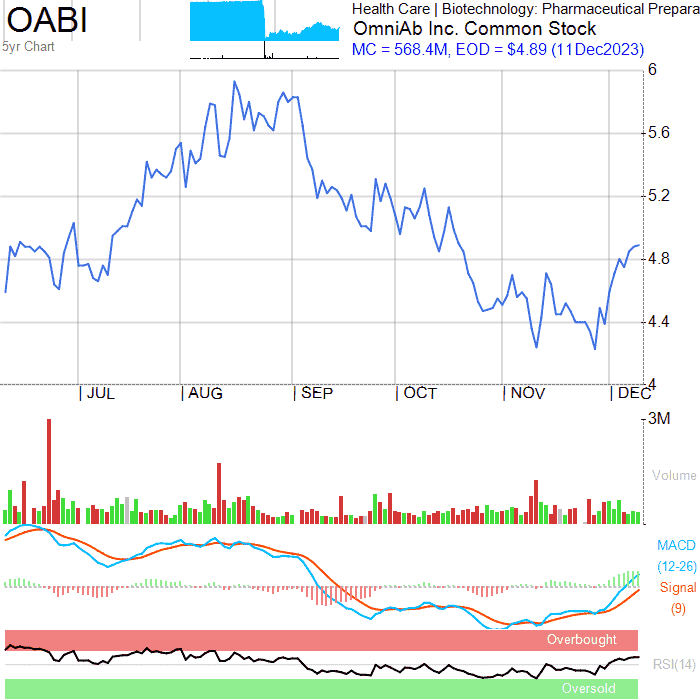 OABI
5yr Chart
Health Care | Biotechnology: Pharmaceutical Prepara
OmniAb Inc. Common Stock
MC = 568.4M, EOD = $4.89 (11Dec2023)
6
5.6
5.2
4.8
4.4
4
JUL AUG SEP OCT NOV DEC
3M
Volume
MACD
(12-26)
Signal
(9)
Overbought
RSI(14)
Oversold